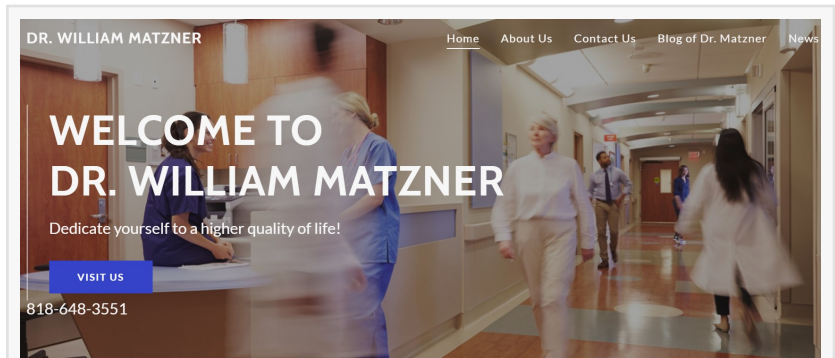 DR. WILLIAM MATZNER
Home About Us Contact Us Blog of Dr. Matzner News
WELCOME TO
DR. WILLIAM MATZNER
Dedicate yourself to a higher quality of life!
VISIT US
818-648-3551